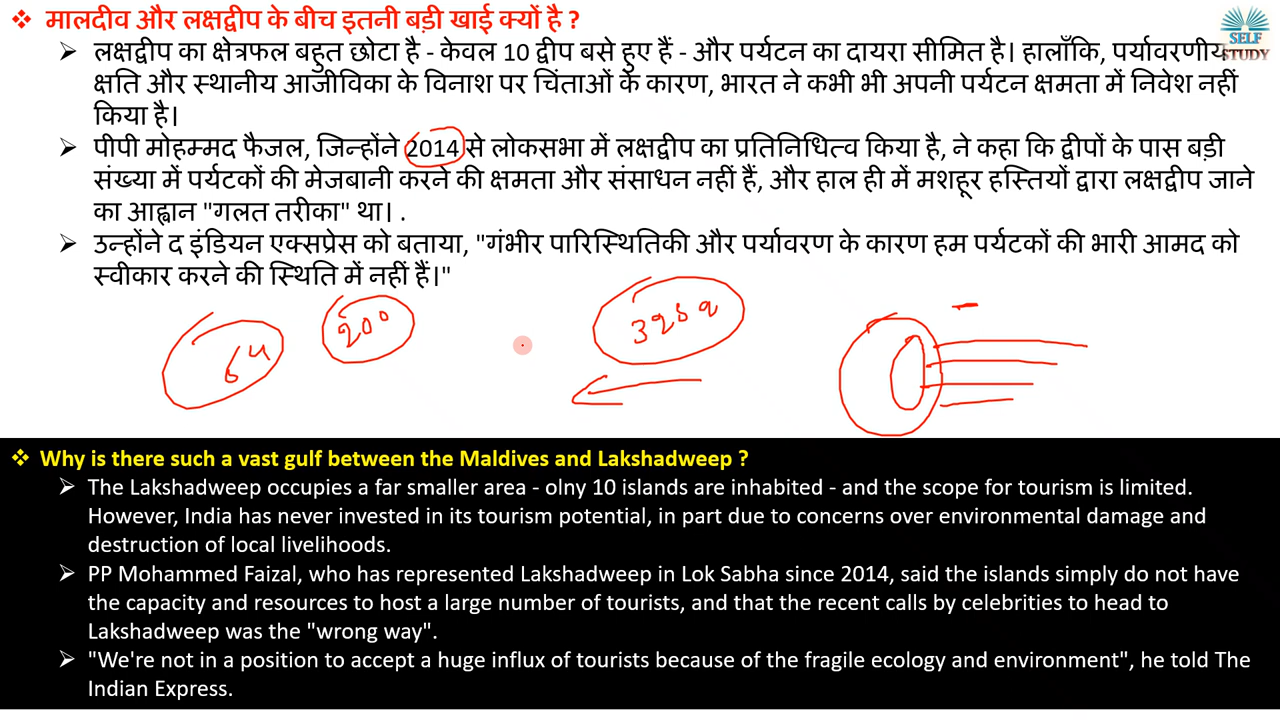 ❖ मालदीव और लक्षद्वीप के बीच इतनी बड़ी खाई क्यों है ?
SELF
STUDY
➢ लक्षद्वीप का क्षेत्रफल बहुत छोटा है - केवल 10 द्वीप बसे हुए हैं - और पर्यटन का दायरा सीमित है। हालाँकि, पर्यावरणीय
क्षति और स्थानीय आजीविका के विनाश पर चिंताओं के कारण, भारत ने कभी भी अपनी पर्यटन क्षमता में निवेश नहीं
किया है।
➢ पीपी मोहम्मद फैजल, जिन्होंने 2014 से लोकसभा में लक्षद्वीप का प्रतिनिधित्व किया है, ने कहा कि द्वीपों के पास बड़ी
संख्या में पर्यटकों की मेजबानी करने की क्षमता और संसाधन नहीं हैं, और हाल ही में मशहूर हस्तियों द्वारा लक्षद्वीप जाने
का आह्वान "गलत तरीका" था। .
➢ उन्होंने द इंडियन एक्सप्रेस को बताया, "गंभीर पारिस्थितिकी और पर्यावरण के कारण हम पर्यटकों की भारी आमद को
स्वीकार करने की स्थिति में नहीं हैं।"
64 200
❖ Why is there such a vast gulf between the Maldives and Lakshadweep ?
➢ The Lakshadweep occupies a far smaller area - olny 10 islands are inhabited - and the scope for tourism is limited.
However, India has never invested in its tourism potential, in part due to concerns over environmental damage and
destruction of local livelihoods.
➢ PP Mohammed Faizal, who has represented Lakshadweep in Lok Sabha since 2014, said the islands simply do not have
the capacity and resources to host a large number of tourists, and that the recent calls by celebrities to head to
Lakshadweep was the "wrong way".
➢ "We're not in a position to accept a huge influx of tourists because of the fragile ecology and environment", he told The
Indian Express.